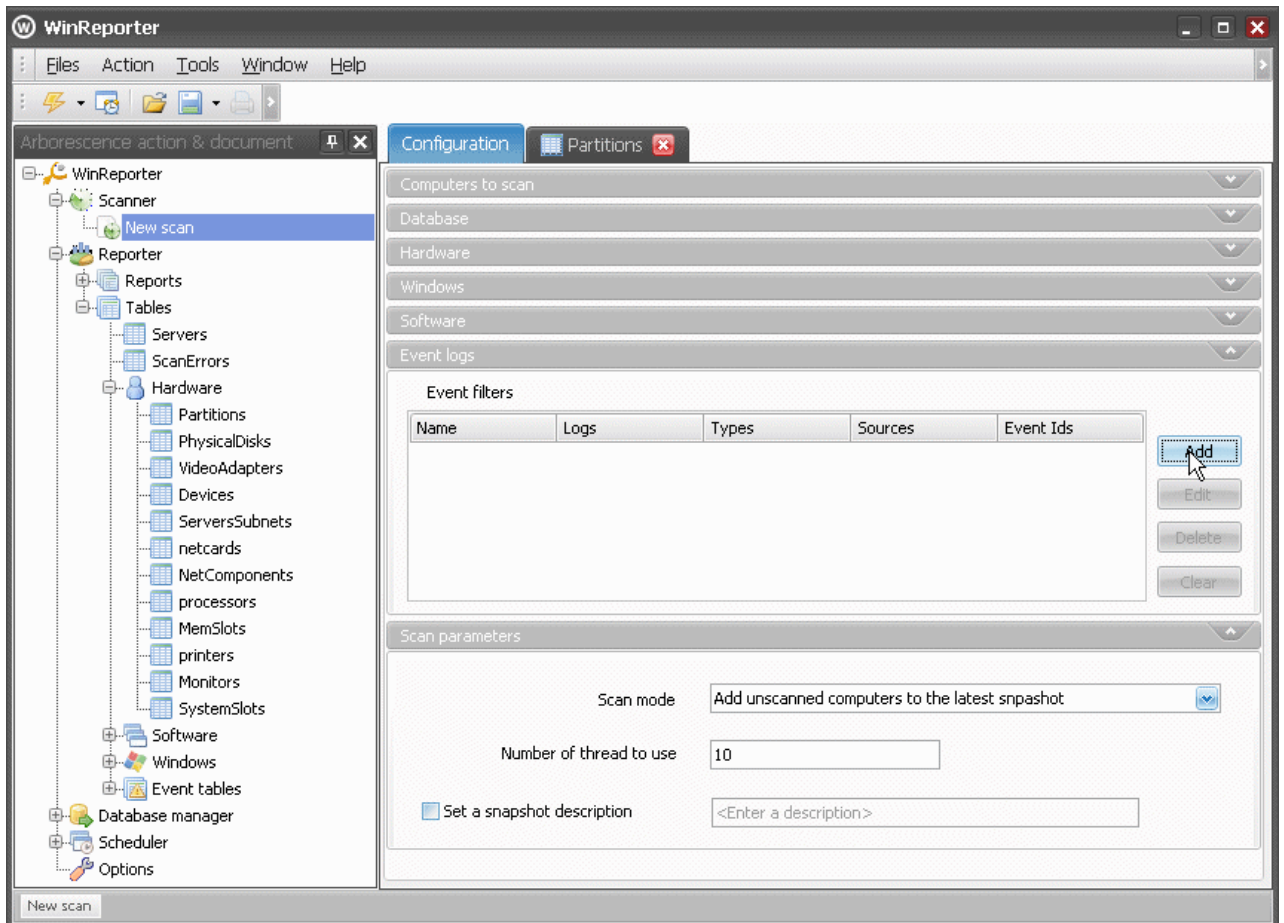 WinReporter
Files Action Tools Window Help
Arborescence action & document
WinReporter
Scanner
New scan
Reporter
Reports
Tables
Servers
ScanErrors
Hardware
Partitions
PhysicalDisks
VideoAdapters
Devices
ServersSubnets
netcards
NetComponents
processors
MemSlots
printers
Monitors
SystemSlots
Software
Windows
Event tables
Database manager
Scheduler
Options
Configuration
Partitions
Computers to scan
Database
Hardware
Windows
Software
Event logs
Event filters
Name Logs Types Sources Event Ids
Add
Edit
Delete
Clear
Scan parameters
Scan mode Add unscanned computers to the latest snpashot
Number of thread to use 10
Set a snapshot description <Enter a description>
New scan